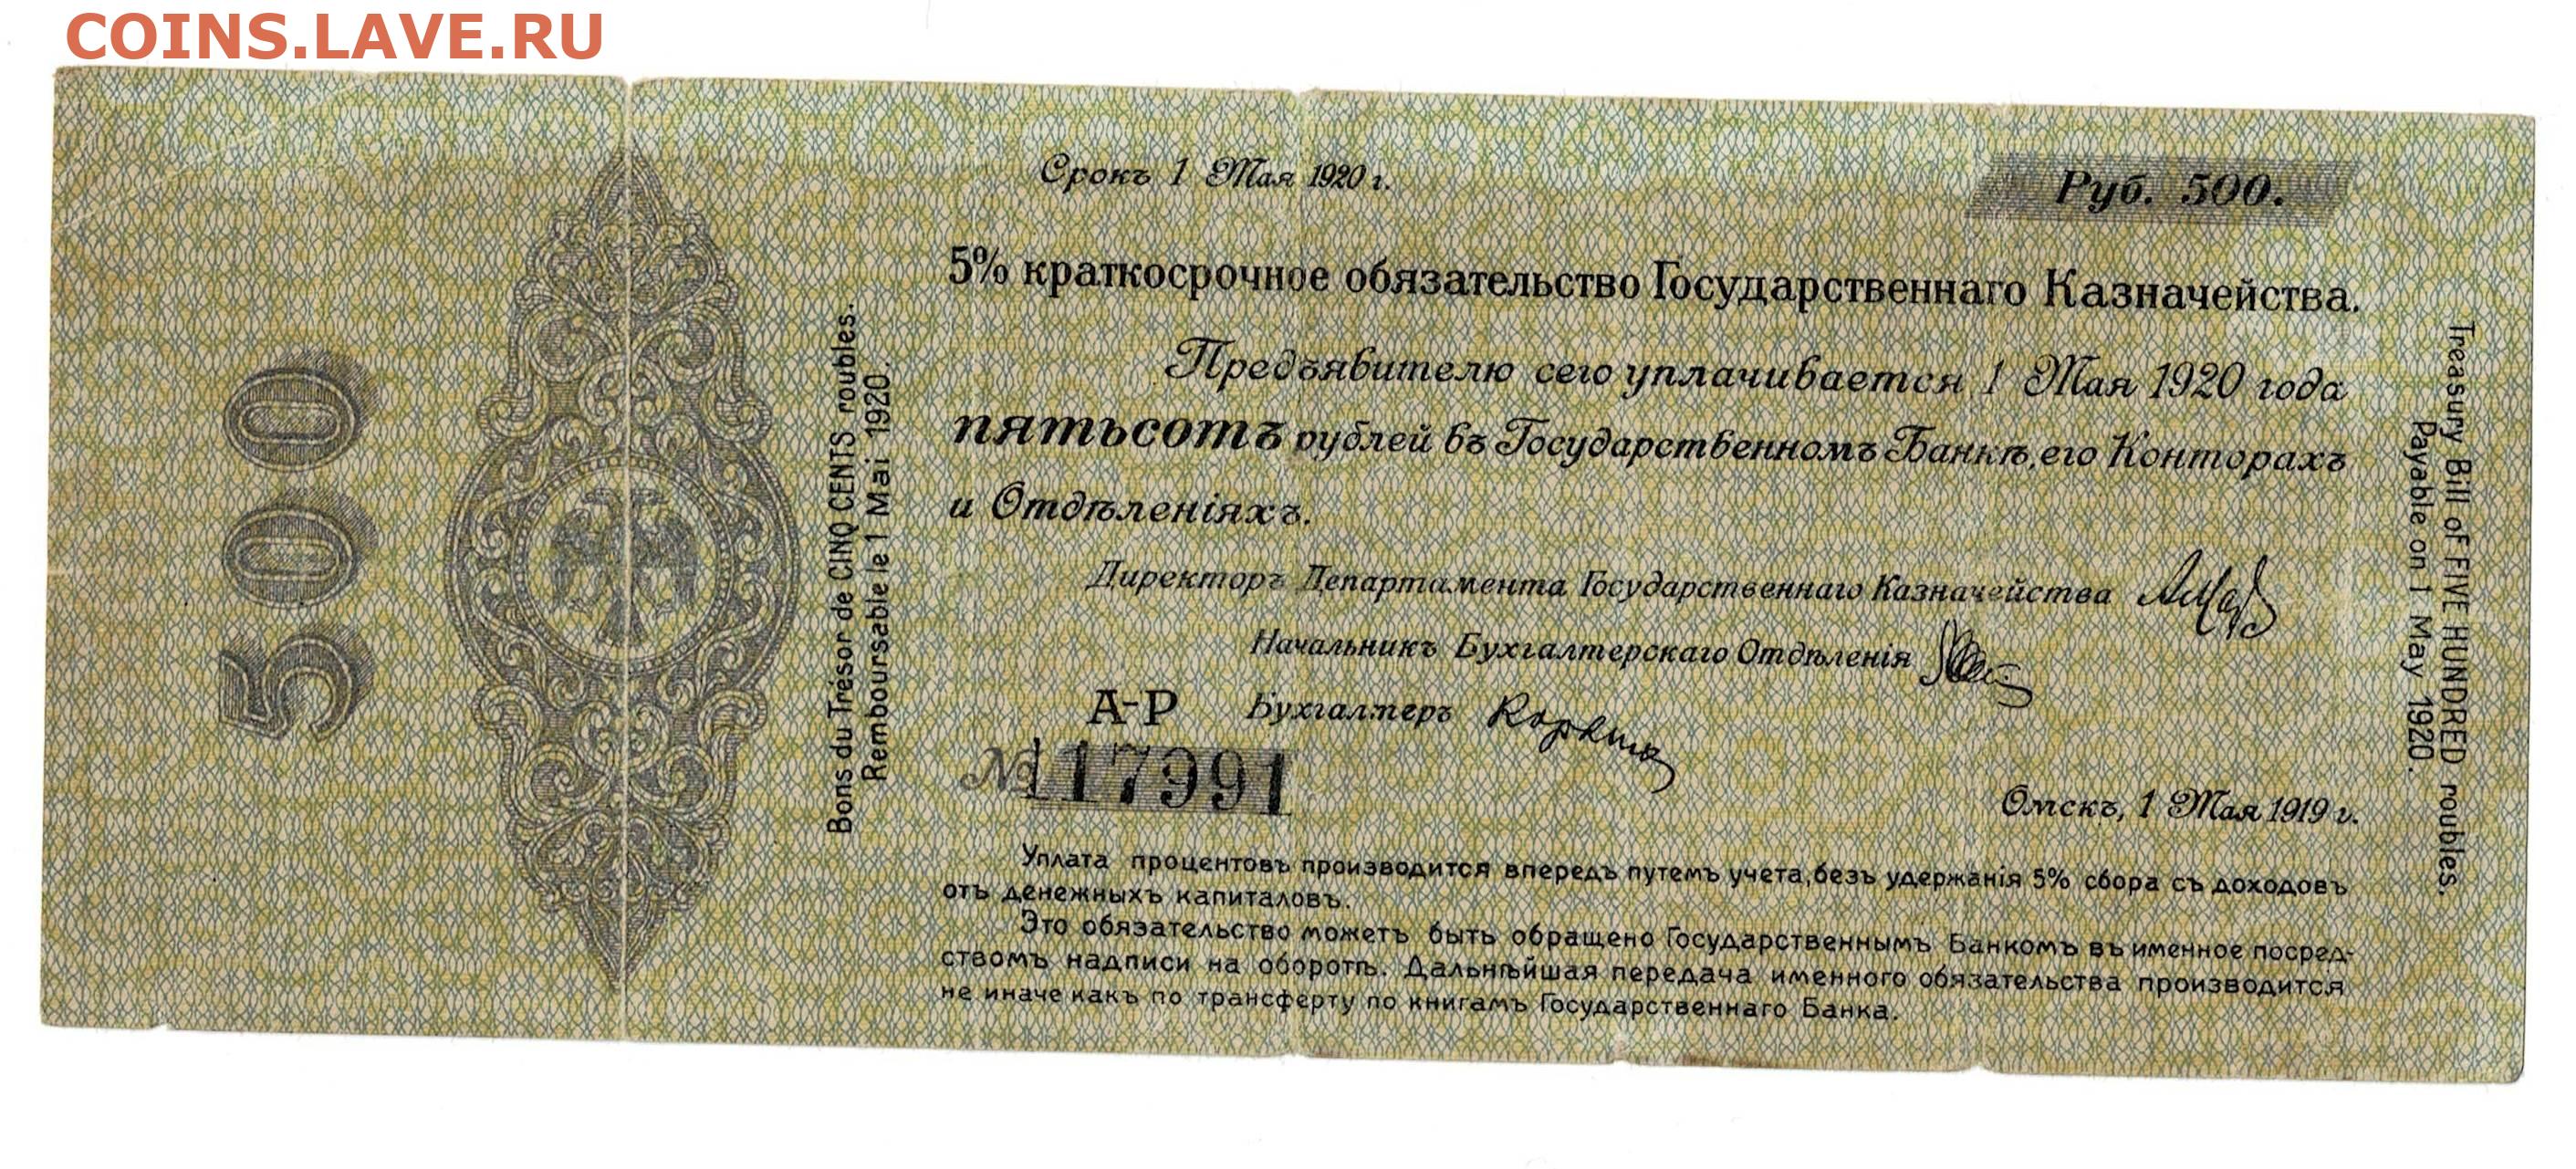 COINS.LAVE.RU
500
Bons du Trésor de CINQ CENTS roubles.
Remboursable le 1 Mai 1920.
Срокъ 1 Мая 1920 г.
Руб. 500.
5% краткосрочное обязательство Государственнаго Казначейства.
Предъявителю сего уплачивается 1 Мая 1920 года
пятьсотъ рублей въ Государственномъ Банкѣ, его Конторахъ
и Отдѣленіяхъ.
Директоръ Департамента Государственнаго Казначейства
Начальникъ Бухгалтерскаго Отдѣленія
А-Р Бухгалтеръ
№ 117991
Омскъ, 1 Мая 1919 г.
Уплата процентовъ производится впередъ путемъ учета, безъ удержанія 5% сбора съ доходовъ
отъ денежныхъ капиталовъ.
Это обязательство можетъ быть обращено Государственнымъ Банкомъ въ именное посред-
ствомъ надписи на оборотѣ. Дальнѣйшая передача именного обязательства производится
не иначе какъ по трансферту по книгамъ Государственнаго Банка.
Treasury Bill of FIVE HUNDRED roubles.
Payable on 1 May 1920.